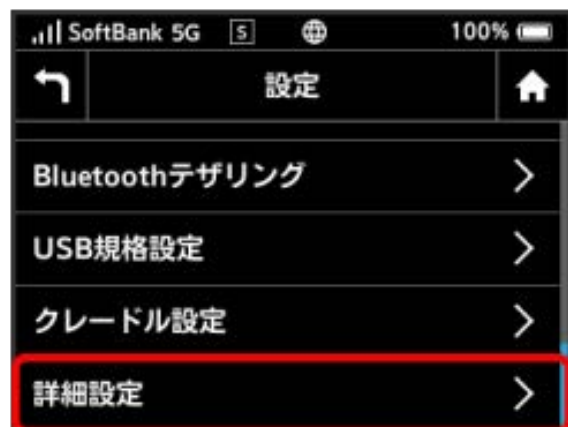 SoftBank 5G S 100%
設定
Bluetoothテザリング
USB規格設定
クレードル設定
詳細設定